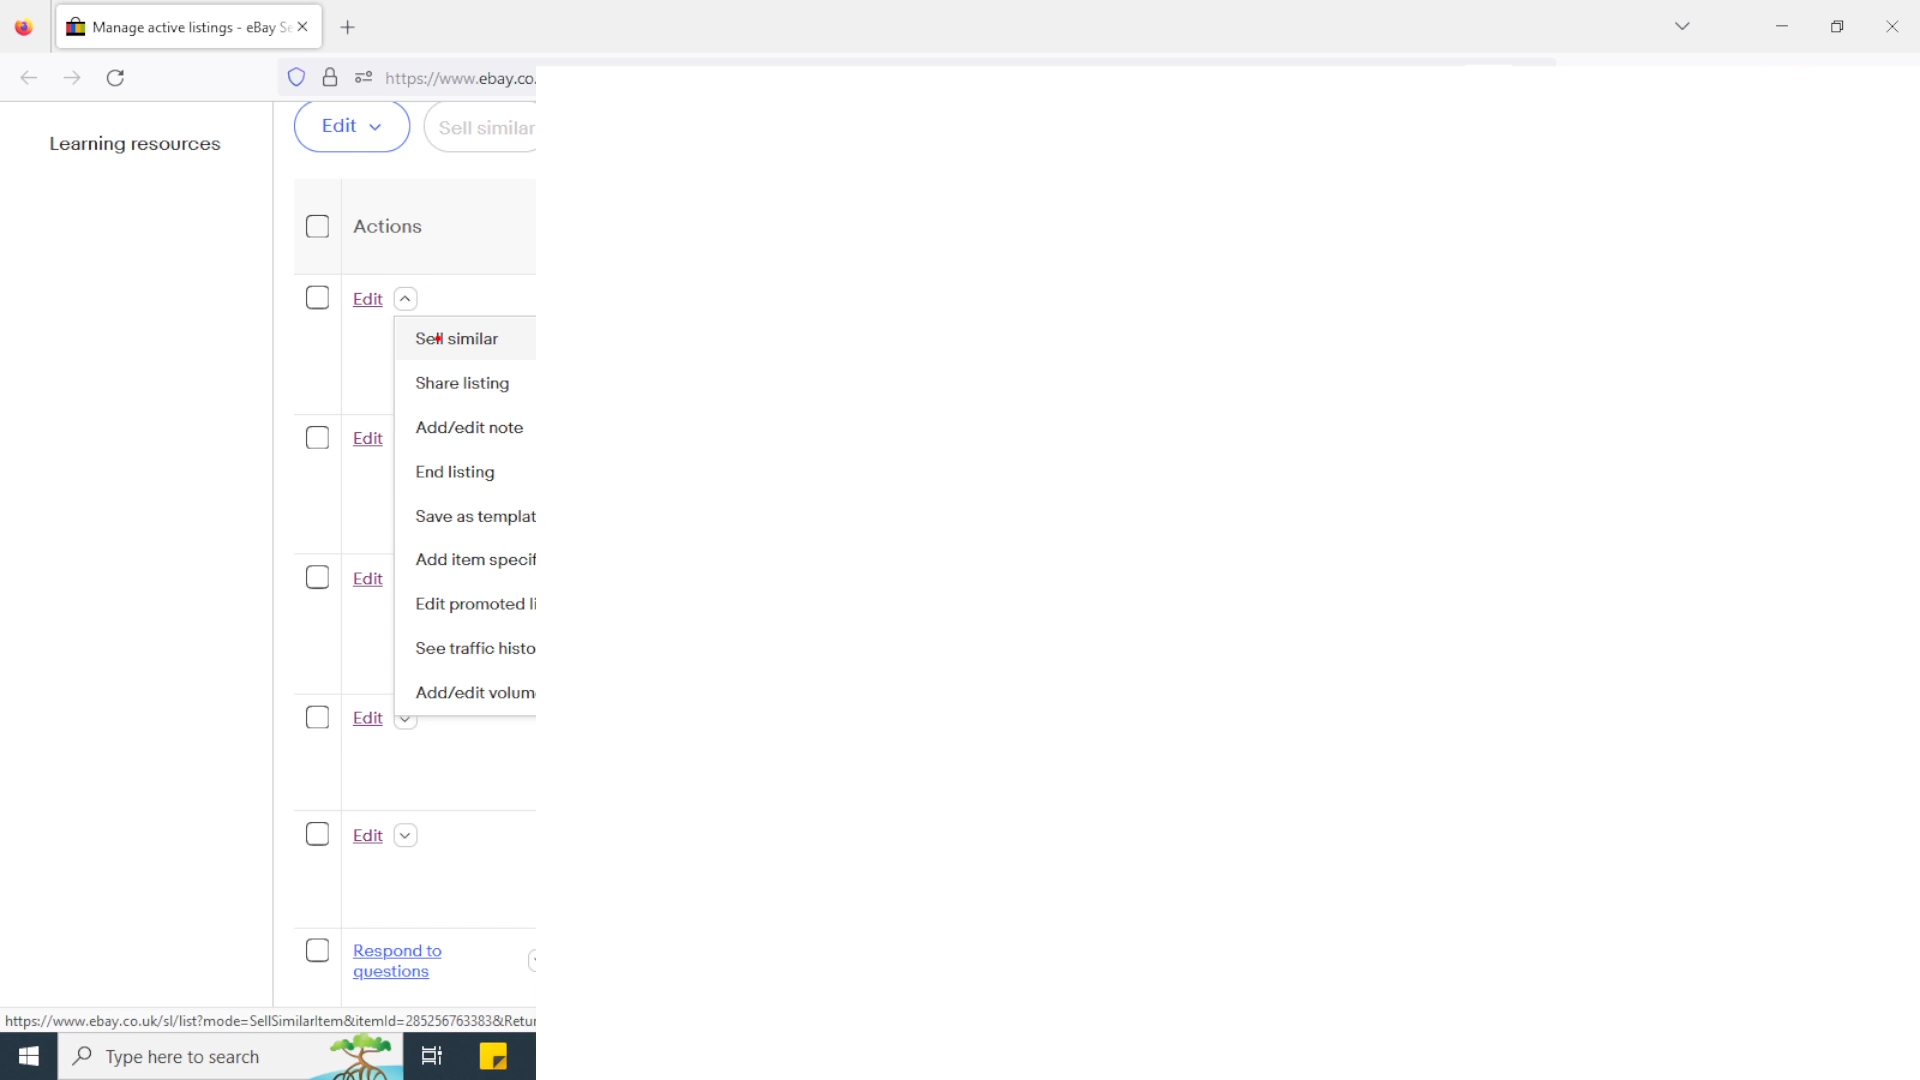 Manage active listings - eBay Se
https://www.ebay.co.
Edit
Sell similar
Learning resources
Actions
Edit
Sell similar
Share listing
Add/edit note
Edit
End listing
Save as templat
Add item specif
Edit
Edit promoted li
See traffic histo
Add/edit volum
Edit
Edit
Respond to
questions
https://www.ebay.co.uk/sl/list?mode=SellSimilarItem&itemId=285256763383&Retu
Type here to search